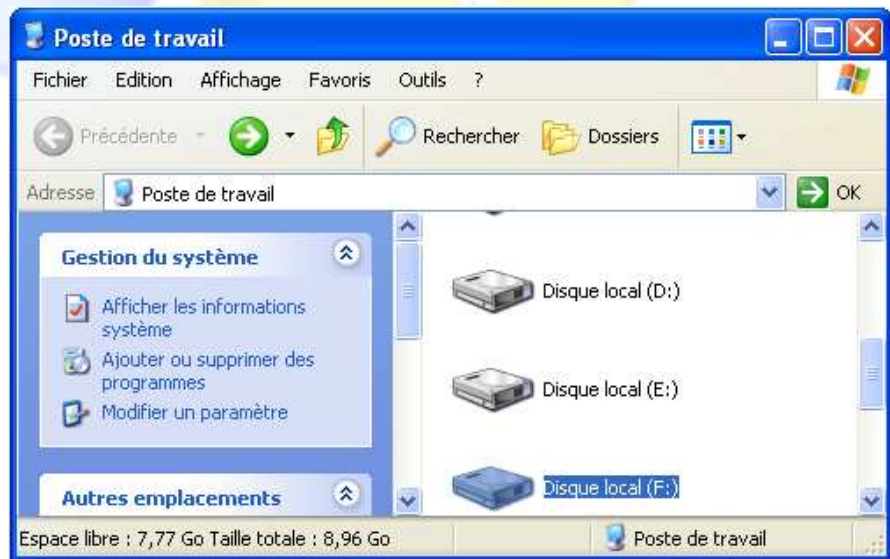 Poste de travail
Fichier Edition Affichage Favoris Outils ?
Précédente Rechercher Dossiers
Adresse Poste de travail OK
Gestion du système
Afficher les informations
système
Ajouter ou supprimer des
programmes
Modifier un paramètre
Autres emplacements
Disque local (D:)
Disque local (E:)
Disque local (F:)
Espace libre : 7,77 Go Taille totale : 8,96 Go Poste de travail